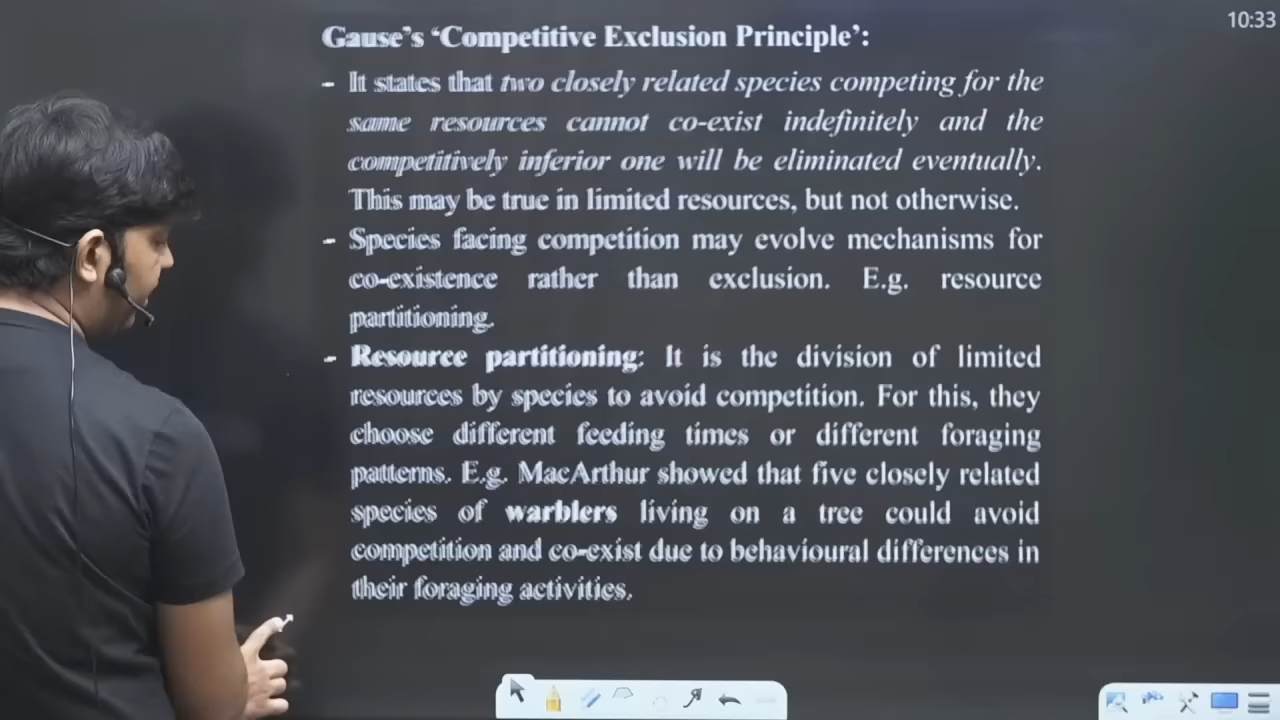 10:33
Gause's 'Competitive Exclusion Principle':
- It states that two closely related species competing for the
same resources cannot co-exist indefinitely and the
competitively inferior one will be eliminated eventually.
This may be true in limited resources, but not otherwise.
- Species facing competition may evolve mechanisms for
co-existence rather than exclusion. E.g. resource
partitioning.
- Resource partitioning: It is the division of limited
resources by species to avoid competition. For this, they
choose different feeding times or different foraging
patterns. E.g. MacArthur showed that five closely related
species of warblers living on a tree could avoid
competition and co-exist due to behavioural differences in
their foraging activities.